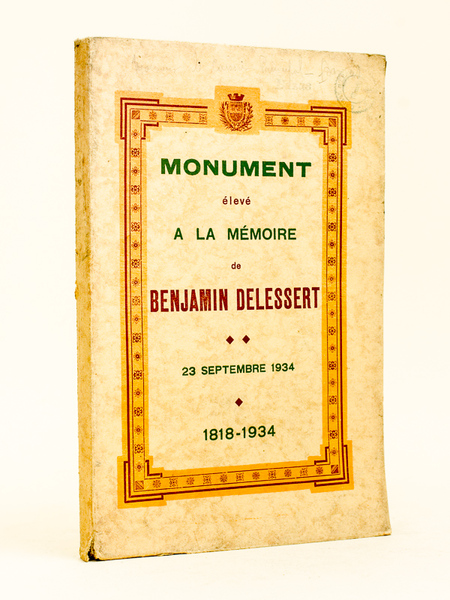 MONUMENT
élevé
A LA MÉMOIRE
de
BENJAMIN DELESSERT
23 SEPTEMBRE 1934
1818-1934